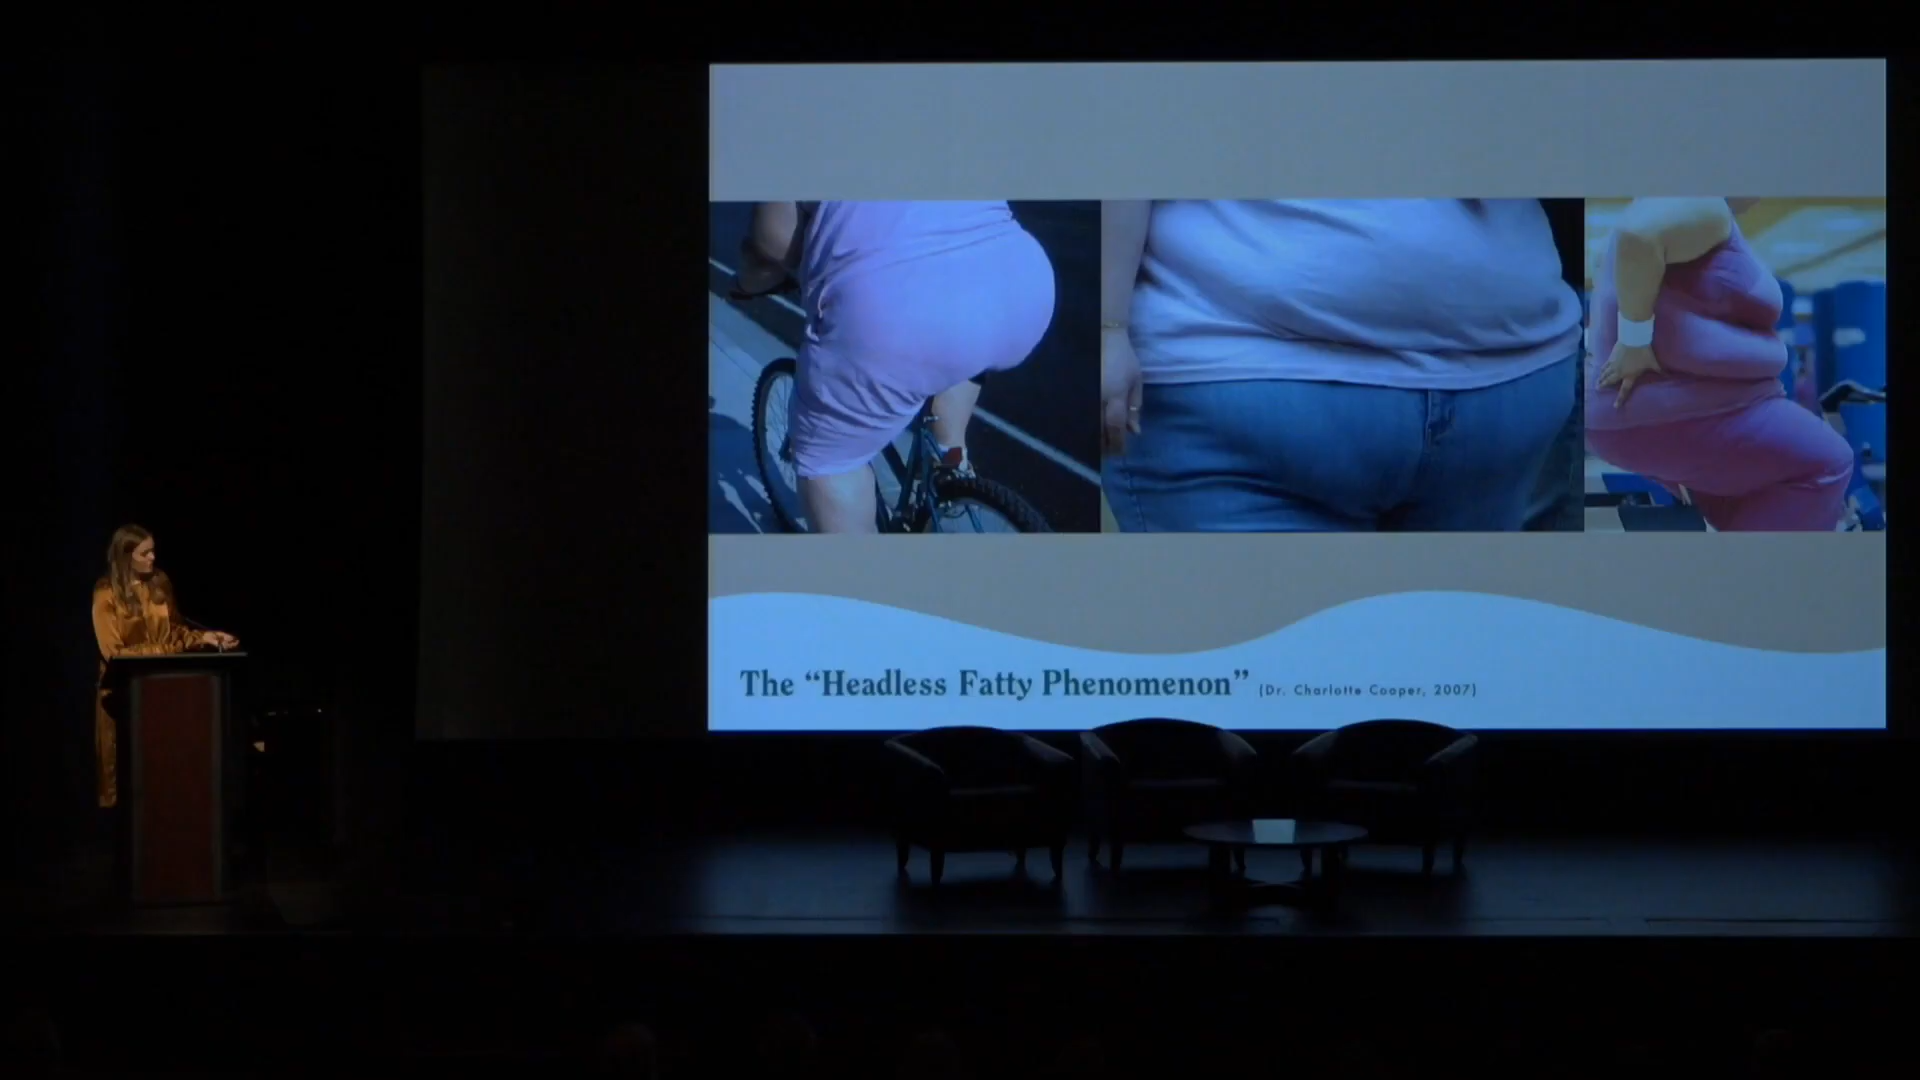 The “Headless Fatty Phenomenon” (Dr. Charlotte Cooper, 2007)